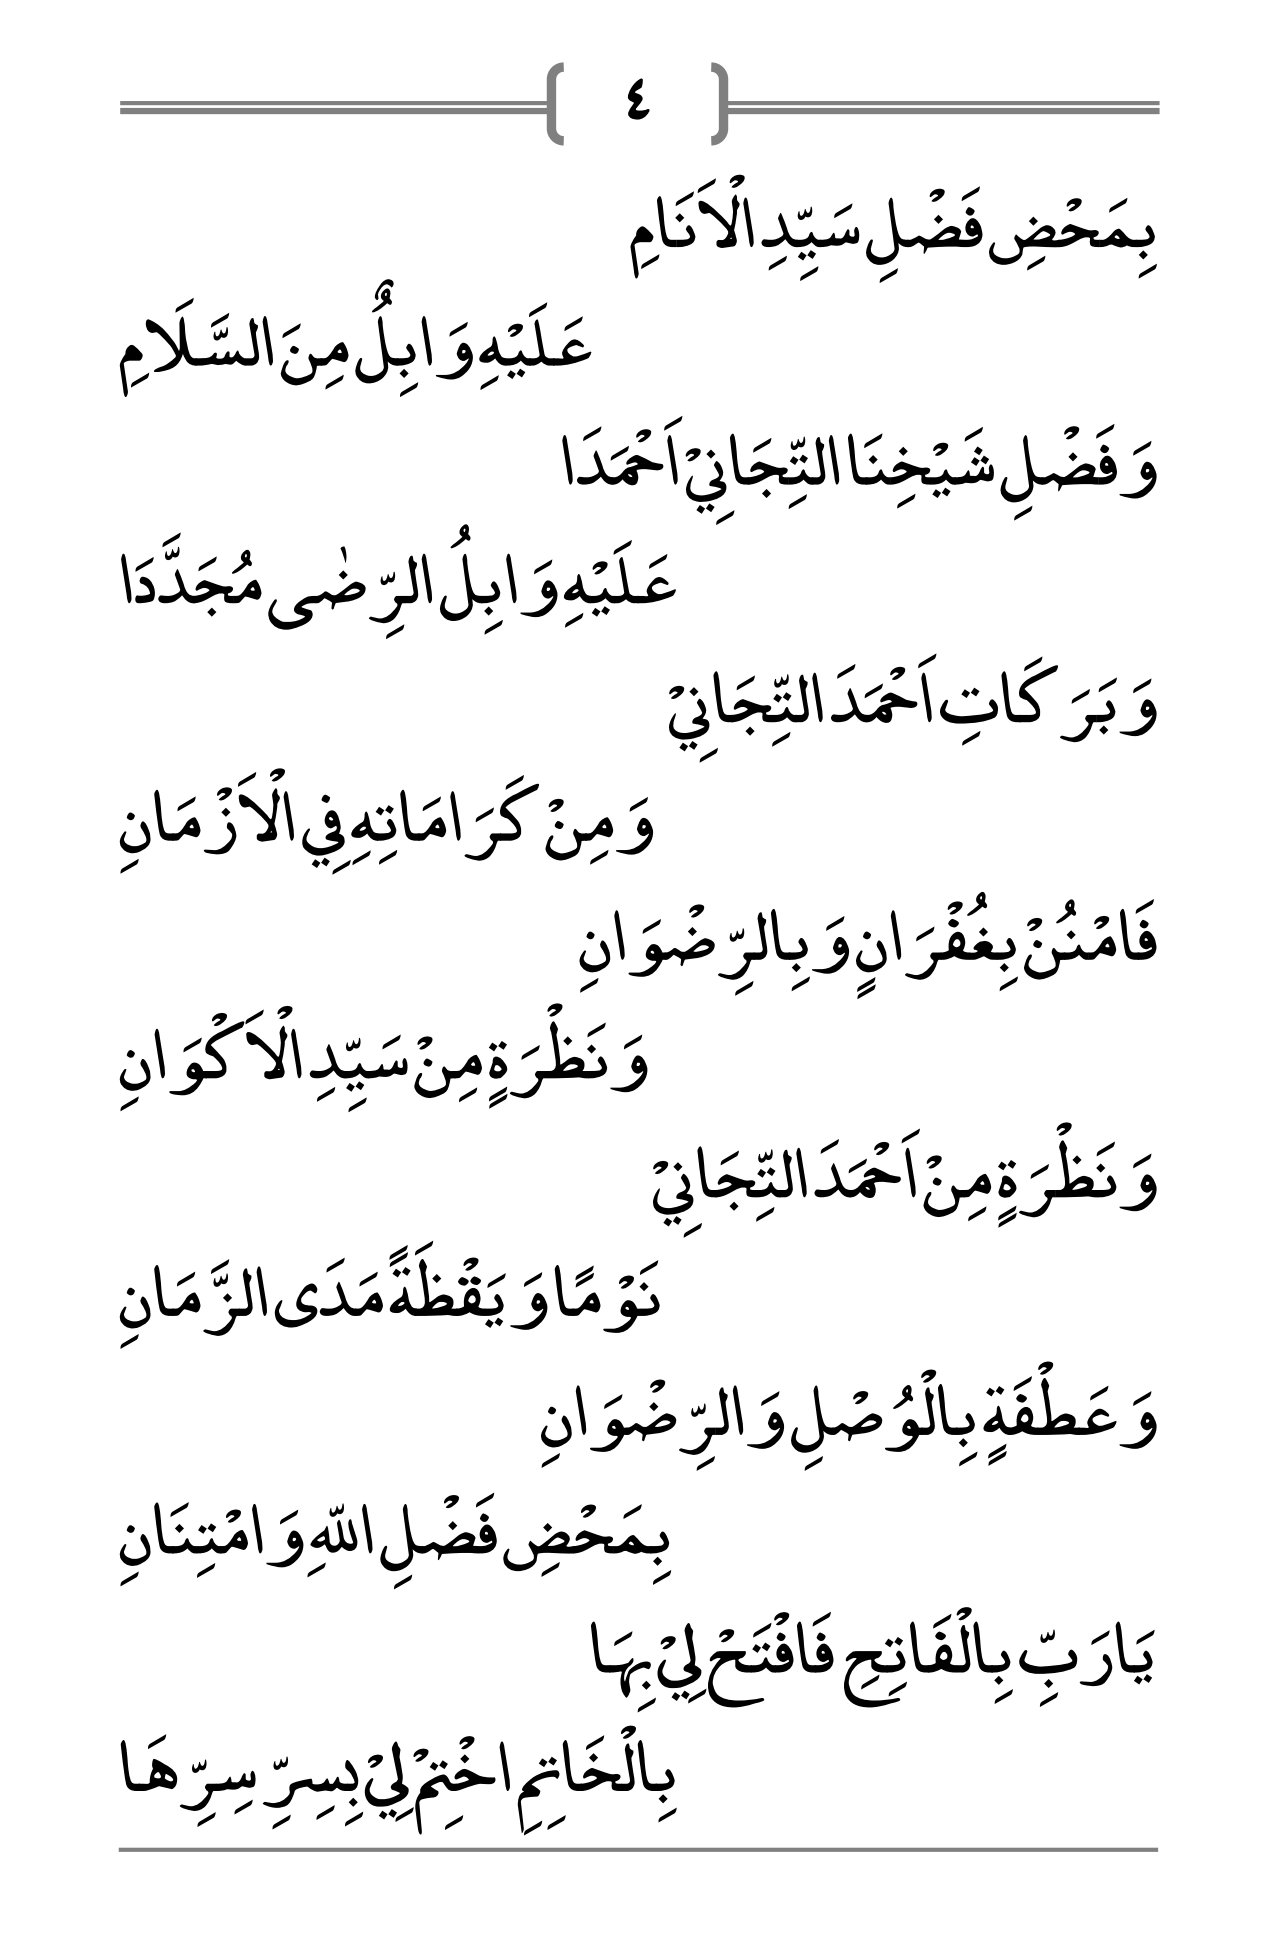 ٤
بِمَحْضِ فَضْلِ سَيِّدِ الْاَنَامِ
عَلَيْهِ وَابِلٌ مِنَ السَّلَامِ
وَفَضْلِ شَيْخِنَا التِّجَانِيْ اَحْمَدَا
عَلَيْهِ وَابِلُ الرِّضٰى مُجَدَّدَا
وَبَرَكَاتِ اَحْمَدَ التِّجَانِيْ
وَمِنْ كَرَامَاتِهِ فِي الْاَزْمَانِ
فَامْنُنْ بِغُفْرَانٍ وَبِالرِّضْوَانِ
وَنَظْرَةٍ مِنْ سَيِّدِ الْاَكْوَانِ
وَنَظْرَةٍ مِنْ اَحْمَدَ التِّجَانِيْ
نَوْمًا وَيَقْظَةً مَدَى الزَّمَانِ
وَعَطْفَةٍ بِالْوُصْلِ وَالرِّضْوَانِ
بِمَحْضِ فَضْلِ اللّٰهِ وَامْتِنَانِ
يَارَبِّ بِالْفَاتِحِ فَافْتَحْ لِيْ بِهَا
بِالْخَاتِمِ اخْتِمْ لِيْ بِسِرِّ سِرِّهَا